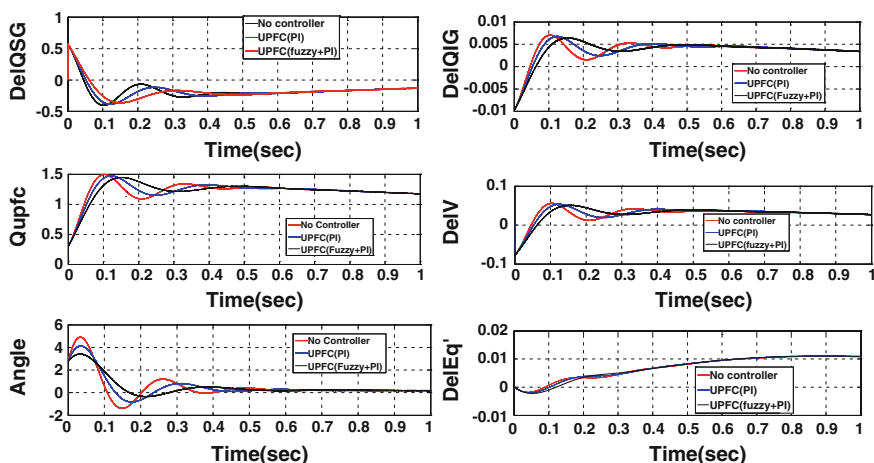 DelQSG
1
0.5
0
-0.5
0 0.1 0.2 0.3 0.4 0.5 0.6 0.7 0.8 0.9 1
Time(sec)
No controller
UPFC(PI)
UPFC(fuzzy+PI)
DelQIG
0.01
0.005
0
-0.005
-0.01
0 0.1 0.2 0.3 0.4 0.5 0.6 0.7 0.8 0.9 1
Time(sec)
No controller
UPFC(PI)
UPFC(Fuzzy+PI)
Qupfc
1.5
1
0.5
0
0 0.1 0.2 0.3 0.4 0.5 0.6 0.7 0.8 0.9 1
Time(sec)
No Controller
UPFC(PI)
UPFC(Fuzzy+PI)
DelV
0.1
0
-0.1
0 0.1 0.2 0.3 0.4 0.5 0.6 0.7 0.8 0.9 1
Time(sec)
No controller
UPFC(PI)
UPFC(Fuzzy+PI)
Angle
6
4
2
0
-2
0 0.1 0.2 0.3 0.4 0.5 0.6 0.7 0.8 0.9 1
Time(sec)
No Controller
UPFC(PI)
UPFC(Fuzzy+PI)
DelEq'
0.02
0.01
0
-0.01
0 0.1 0.2 0.3 0.4 0.5 0.6 0.7 0.8 0.9 1
Time(sec)
No controller
UPFC(PI)
UPFC(fuzzy+PI)